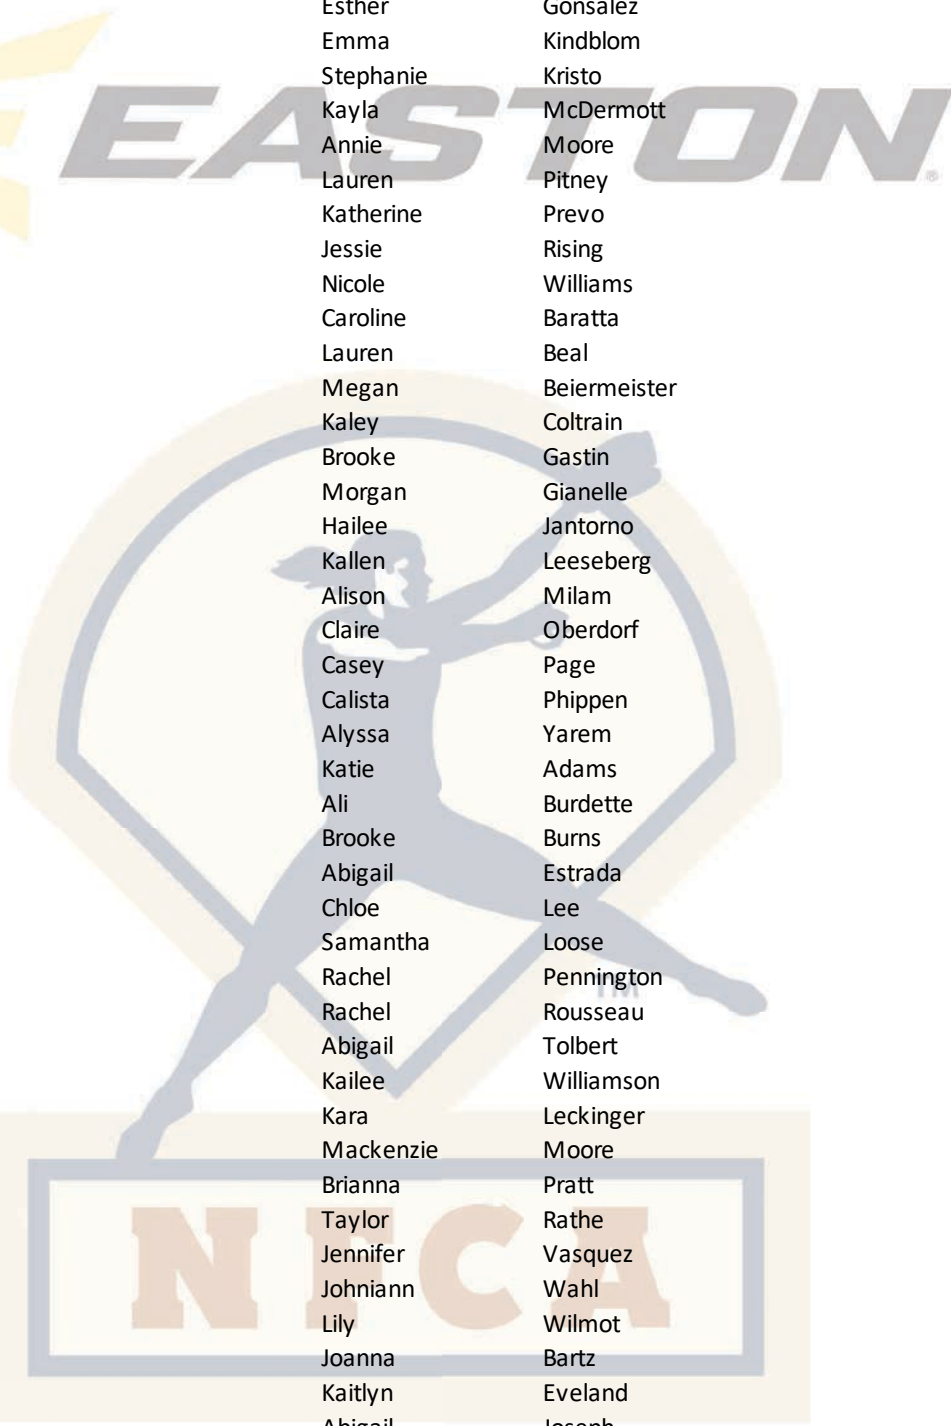 Esther Gonsalez
Emma Kindblom
Stephanie Kristo
EASTON®
Kayla McDermott
Annie Moore
Lauren Pitney
Katherine Prevo
Jessie Rising
Nicole Williams
Caroline Baratta
Lauren Beal
Megan Beiermeister
Kaley Coltrain
Brooke Gastin
Morgan Gianelle
Hailee Jantorno
Kallen Leeseberg
Alison Milam
Claire Oberdorf
Casey Page
Calista Phippen
Alyssa Yarem
Katie Adams
Ali Burdette
Brooke Burns
Abigail Estrada
Chloe Lee
Samantha Loose
Rachel Pennington
TM
Rachel Rousseau
Abigail Tolbert
Kailee Williamson
Kara Leckinger
Mackenzie Moore
Brianna Pratt
Taylor Rathe
Jennifer Vasquez
NFCA
Johniann Wahl
Lily Wilmot
Joanna Bartz
Kaitlyn Eveland
Abigail Joseph